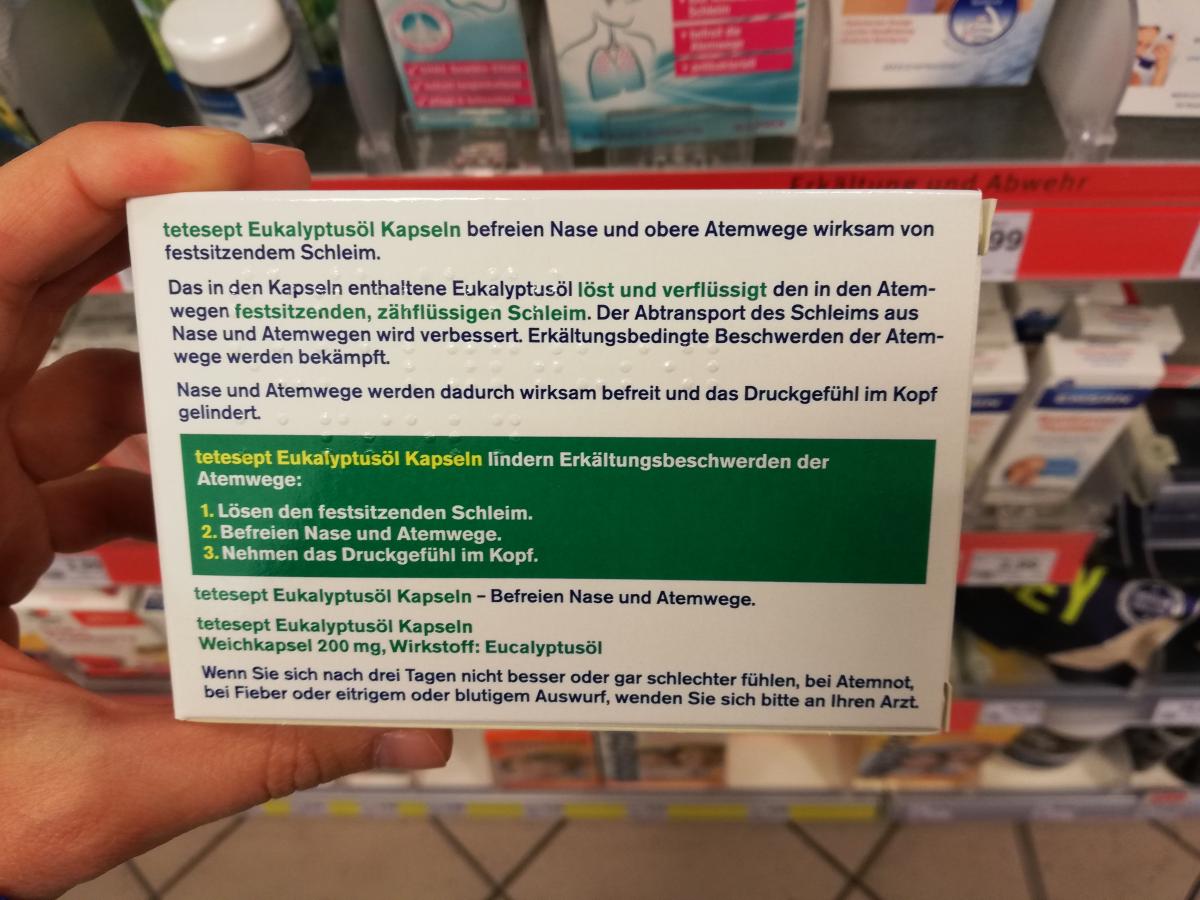 Schleim
befreit die
Atemwege
Erkältung und Abwehr
99
tetesept Eukalyptusöl Kapseln befreien Nase und obere Atemwege wirksam von
festsitzendem Schleim.
Das in den Kapseln enthaltene Eukalyptusöl löst und verflüssigt den in den Atem-
wegen festsitzenden, zähflüssigen Schleim. Der Abtransport des Schleims aus
Nase und Atemwegen wird verbessert. Erkältungsbedingte Beschwerden der Atem-
wege werden bekämpft.
Nase und Atemwege werden dadurch wirksam befreit und das Druckgefühl im Kopf
gelindert.
tetesept Eukalyptusöl Kapseln lindern Erkältungsbeschwerden der
Atemwege:
1. Lösen den festsitzenden Schleim.
2. Befreien Nase und Atemwege.
3. Nehmen das Druckgefühl im Kopf.
tetesept Eukalyptusöl Kapseln – Befreien Nase und Atemwege.
tetesept Eukalyptusöl Kapseln
Weichkapsel 200 mg, Wirkstoff: Eucalyptusöl
Wenn Sie sich nach drei Tagen nicht besser oder gar schlechter fühlen, bei Atemnot,
bei Fieber oder eitrigem oder blutigem Auswurf, wenden Sie sich bitte an Ihren Arzt.